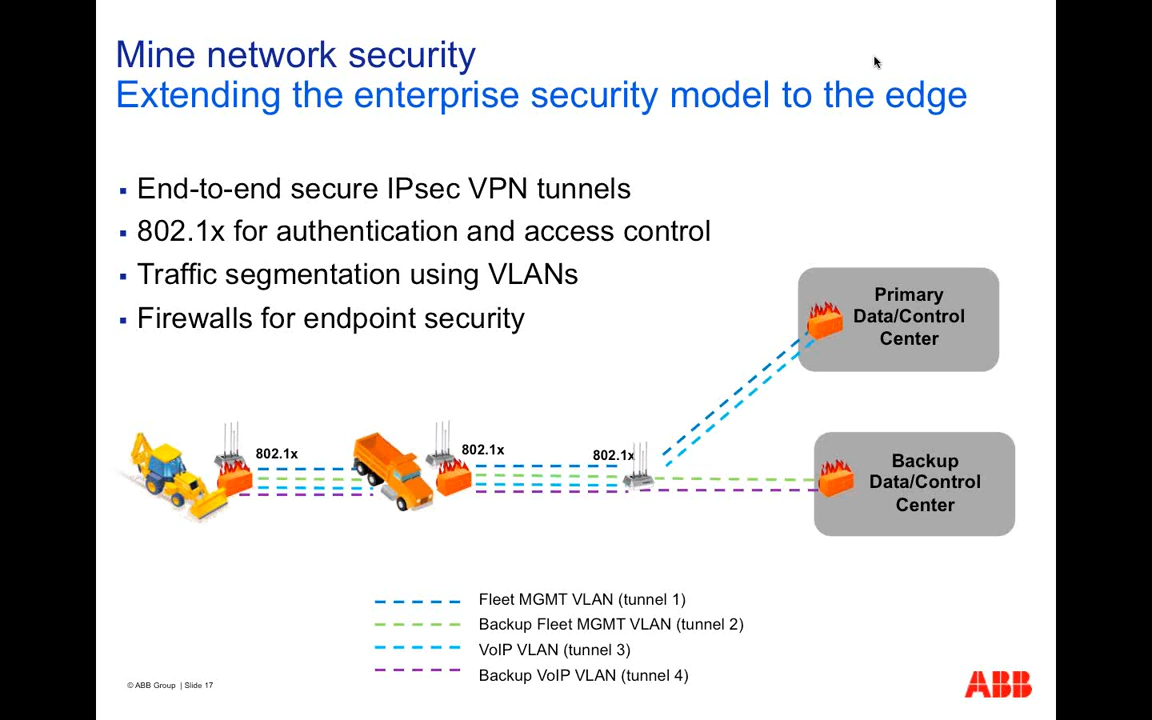 Mine network security
Extending the enterprise security model to the edge
▪ End-to-end secure IPsec VPN tunnels
▪ 802.1x for authentication and access control
▪ Traffic segmentation using VLANs
▪ Firewalls for endpoint security
Primary
Data/Control
Center
802.1x
802.1x
802.1x
Backup
Data/Control
Center
Fleet MGMT VLAN (tunnel 1)
Backup Fleet MGMT VLAN (tunnel 2)
VoIP VLAN (tunnel 3)
Backup VoIP VLAN (tunnel 4)
© ABB Group | Slide 17
ABB